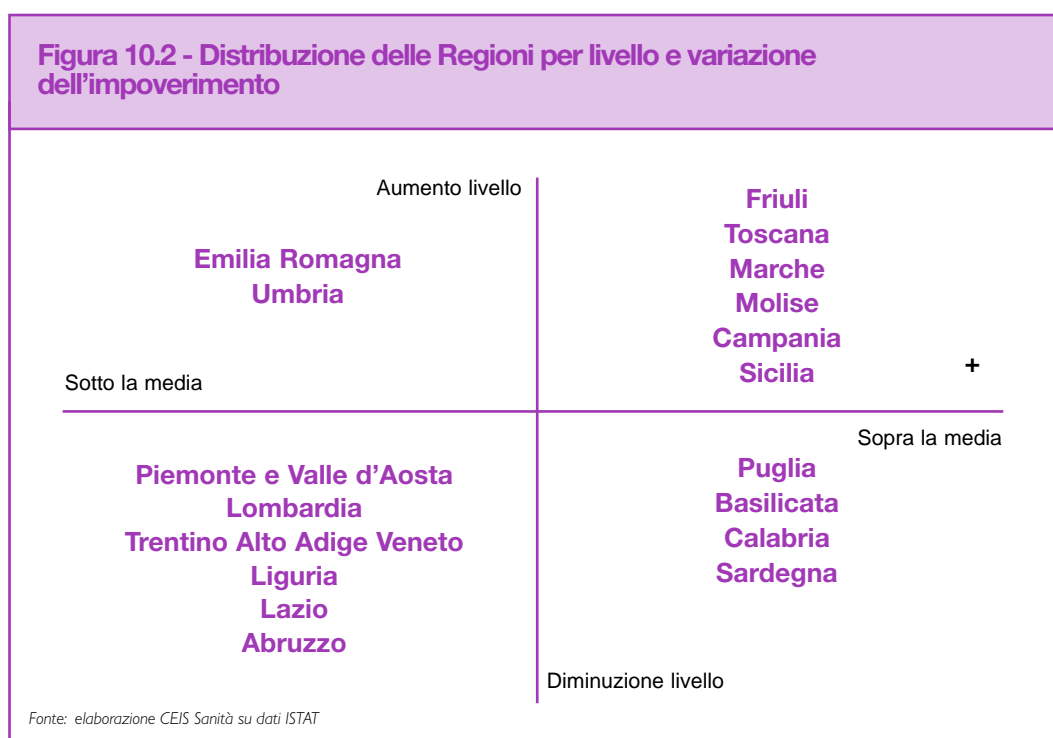 Figura 10.2 - Distribuzione delle Regioni per livello e variazione
dell'impoverimento
Aumento livello
Emilia Romagna
Umbria
Sotto la media
Friuli
Toscana
Marche
Molise
Campania
Sicilia
+
Piemonte e Valle d'Aosta
Lombardia
Trentino Alto Adige Veneto
Liguria
Lazio
Abruzzo
Sopra la media
Puglia
Basilicata
Calabria
Sardegna
Diminuzione livello
Fonte: elaborazione CEIS Sanità su dati ISTAT